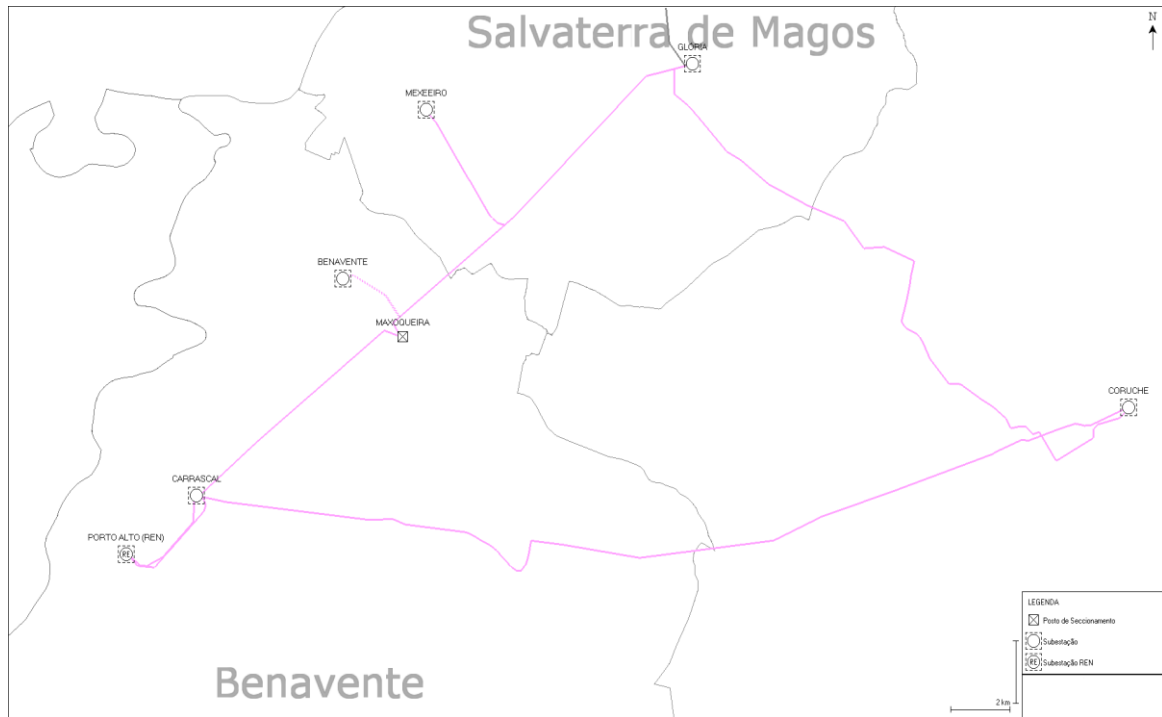 Salvaterra de Magos
N
GLÓRIA
MEXEEIRO
BENAVENTE
MAXOQUEIRA
CORUCHE
CARRASCAL
PORTO ALTO (REN)
RE
Benavente
LEGENDA
Posto de Seccionamento
Subestação
RE Subestação REN
2 km